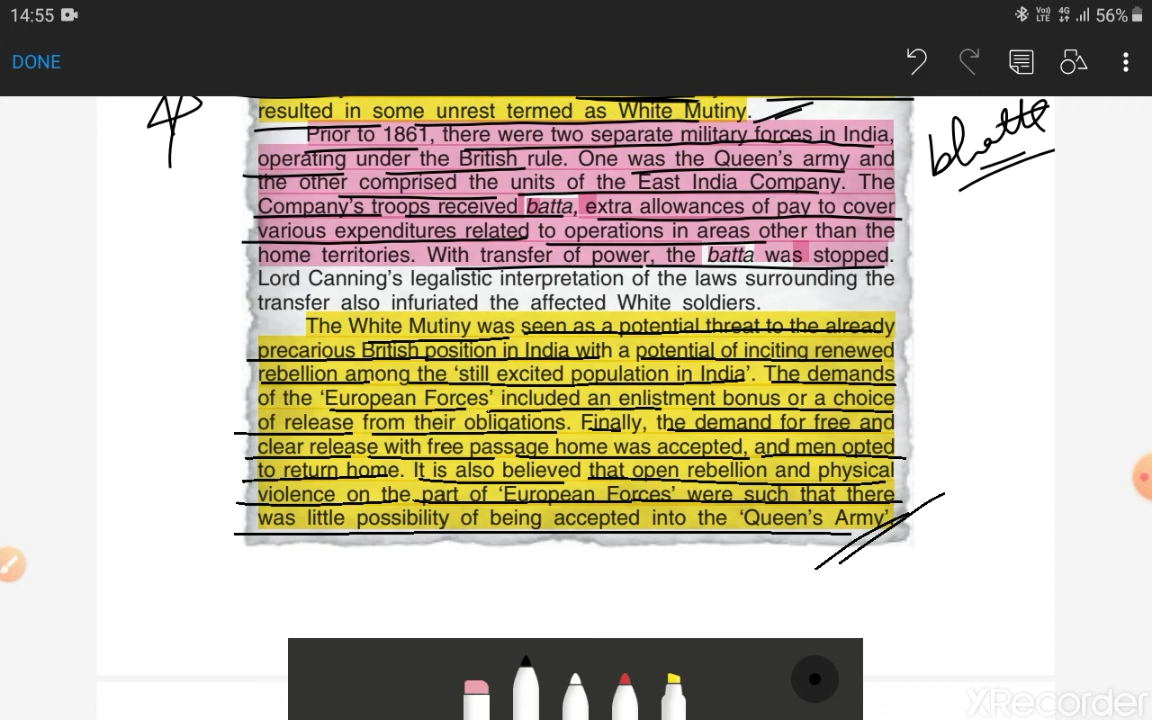 14:55
Vo) LTE 4G 56%
DONE
resulted in some unrest termed as White Mutiny.
Prior to 1861, there were two separate military forces in India,
operating under the British rule. One was the Queen's army and
the other comprised the units of the East India Company. The
Company's troops received batta, extra allowances of pay to cover
various expenditures related to operations in areas other than the
home territories. With transfer of power, the batta was stopped.
Lord Canning's legalistic interpretation of the laws surrounding the
transfer also infuriated the affected White soldiers.
The White Mutiny was seen as a potential threat to the already
precarious British position in India with a potential of inciting renewed
rebellion among the 'still excited population in India'. The demands
of the 'European Forces' included an enlistment bonus or a choice
of release from their obligations. Finally, the demand for free and
clear release with free passage home was accepted, and men opted
to return home. It is also believed that open rebellion and physical
violence on the part of 'European Forces' were such that there
was little possibility of being accepted into the 'Queen's Army'.
bhatta
XRecorder